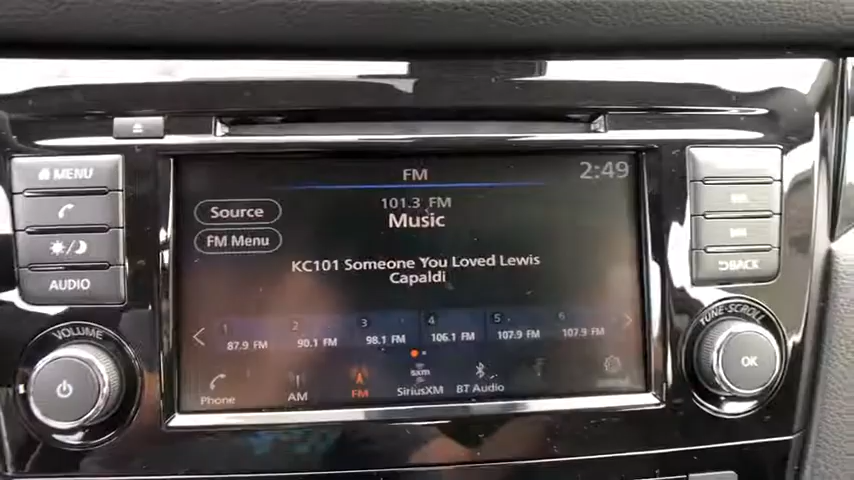 MENU
AUDIO
VOLUME
FM
2:49
101.3 FM
Music
Source
FM Menu
KC101 Someone You Loved Lewis
Capaldi
1 2 3 4 5 6
87.9 FM 90.1 FM 98.1 FM 106.1 FM 107.9 FM 107.9 FM
sxm
Phone AM FM SiriusXM BT Audio
BACK
TUNE·SCROLL
OK